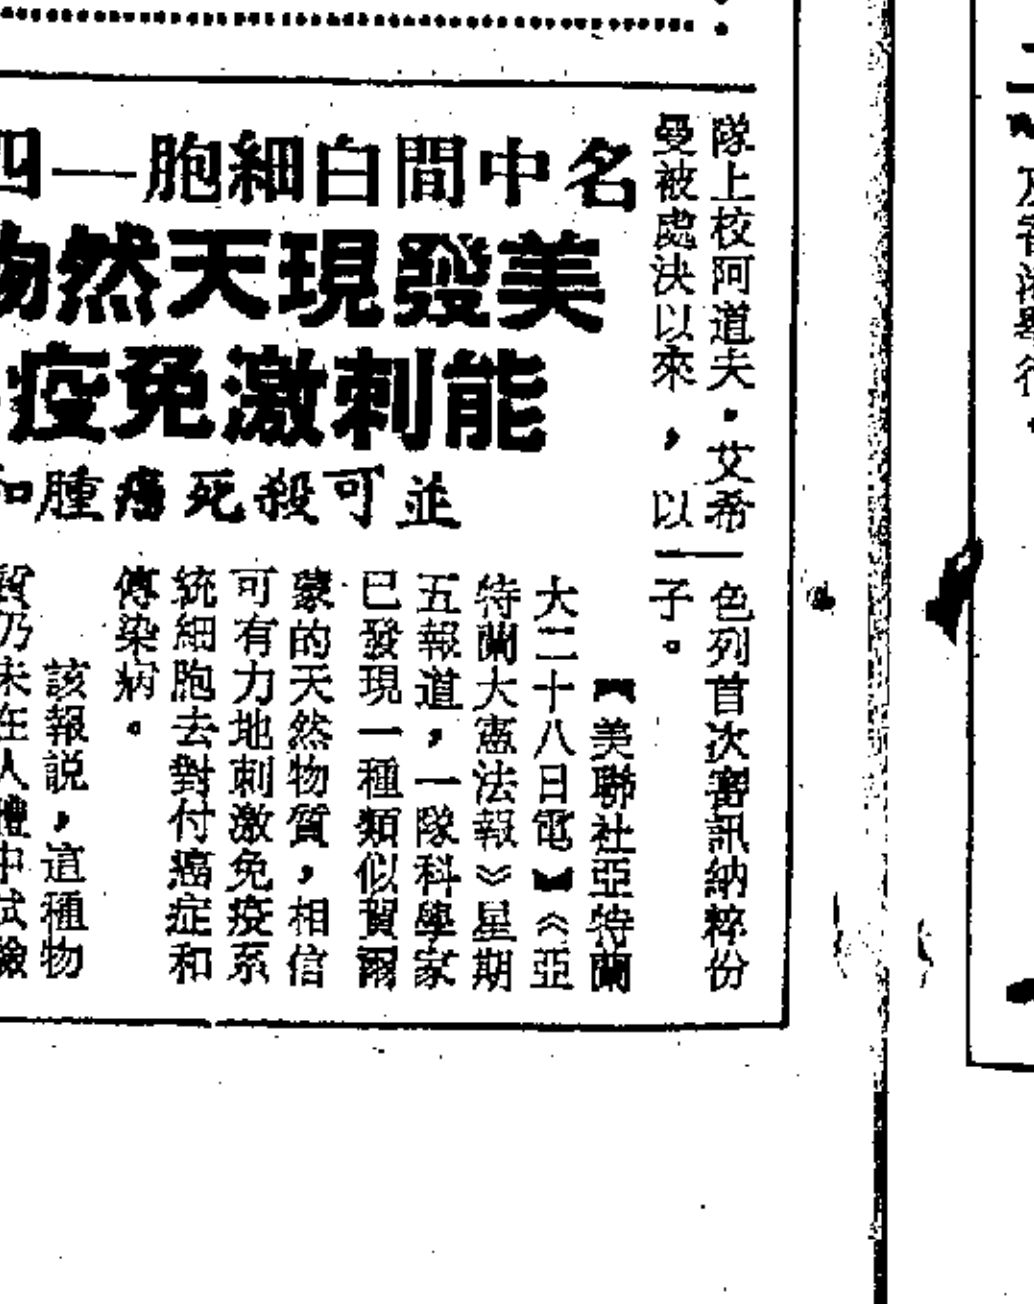 隊上校阿道夫・艾希
曼被處決以來，以
色列首次審訊納粹份
子。
名中間白細胞—四
美發現天然物
能刺激免疫
並可殺死癌腫和
【美聯社亞特蘭
大二十八日電】《亞
特蘭大憲法報》星期
五報道，一隊科學家
已發現一種類似賀爾
蒙的天然物質，相信
可有力地刺激免疫系
統細胞去對付癌症和
傳染病。
該報説，這種物
質仍未在人體中試驗